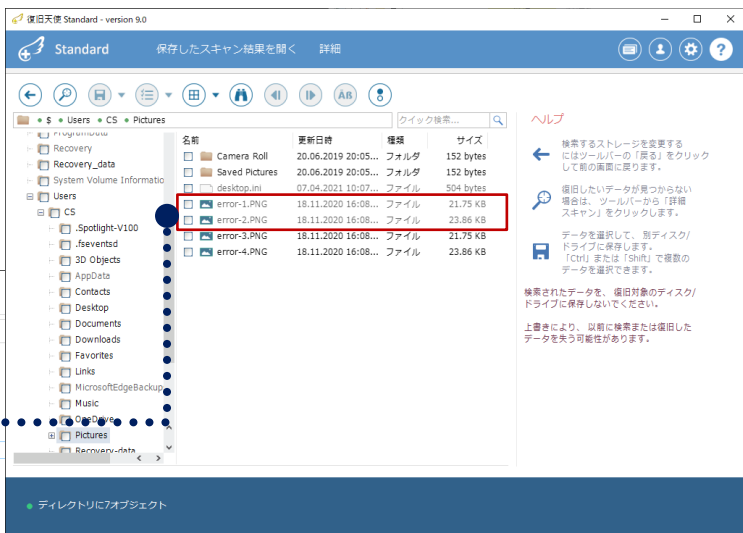 復旧天使 Standard - version 9.0
Standard 保存したスキャン結果を開く 詳細
$ Users CS Pictures クイック検索...
ProgramData
Recovery
Recovery_data
System Volume Informatio
Users
CS
.Spotlight-V100
.fseventsd
3D Objects
AppData
Contacts
Desktop
Documents
Downloads
Favorites
Links
MicrosoftEdgeBackup
Music
OneDrive
Pictures
Recovery-data
名前 更新日時 種類 サイズ
Camera Roll 20.06.2019 20:05... フォルダ 152 bytes
Saved Pictures 20.06.2019 20:05... フォルダ 152 bytes
desktop.ini 07.04.2021 10:07... ファイル 504 bytes
error-1.PNG 18.11.2020 16:08... ファイル 21.75 KB
error-2.PNG 18.11.2020 16:08... ファイル 23.86 KB
error-3.PNG 18.11.2020 16:08... ファイル 21.75 KB
error-4.PNG 18.11.2020 16:08... ファイル 23.86 KB
ヘルプ
検索するストレージを変更する
にはツールバーの「戻る」をクリック
して前の画面に戻ります。
復旧したいデータが見つからない
場合は、 ツールバーから「詳細
スキャン」をクリックします。
データを選択して、 別ディスク/
ドライブに保存します。
「Ctrl」または「Shift」で複数の
データを選択できます。
検索されたデータを、 復旧対象のディスク/
ドライブに保存しないでください。
上書きにより、 以前に検索または復旧した
データを失う可能性があります。
ディレクトリに7オブジェクト